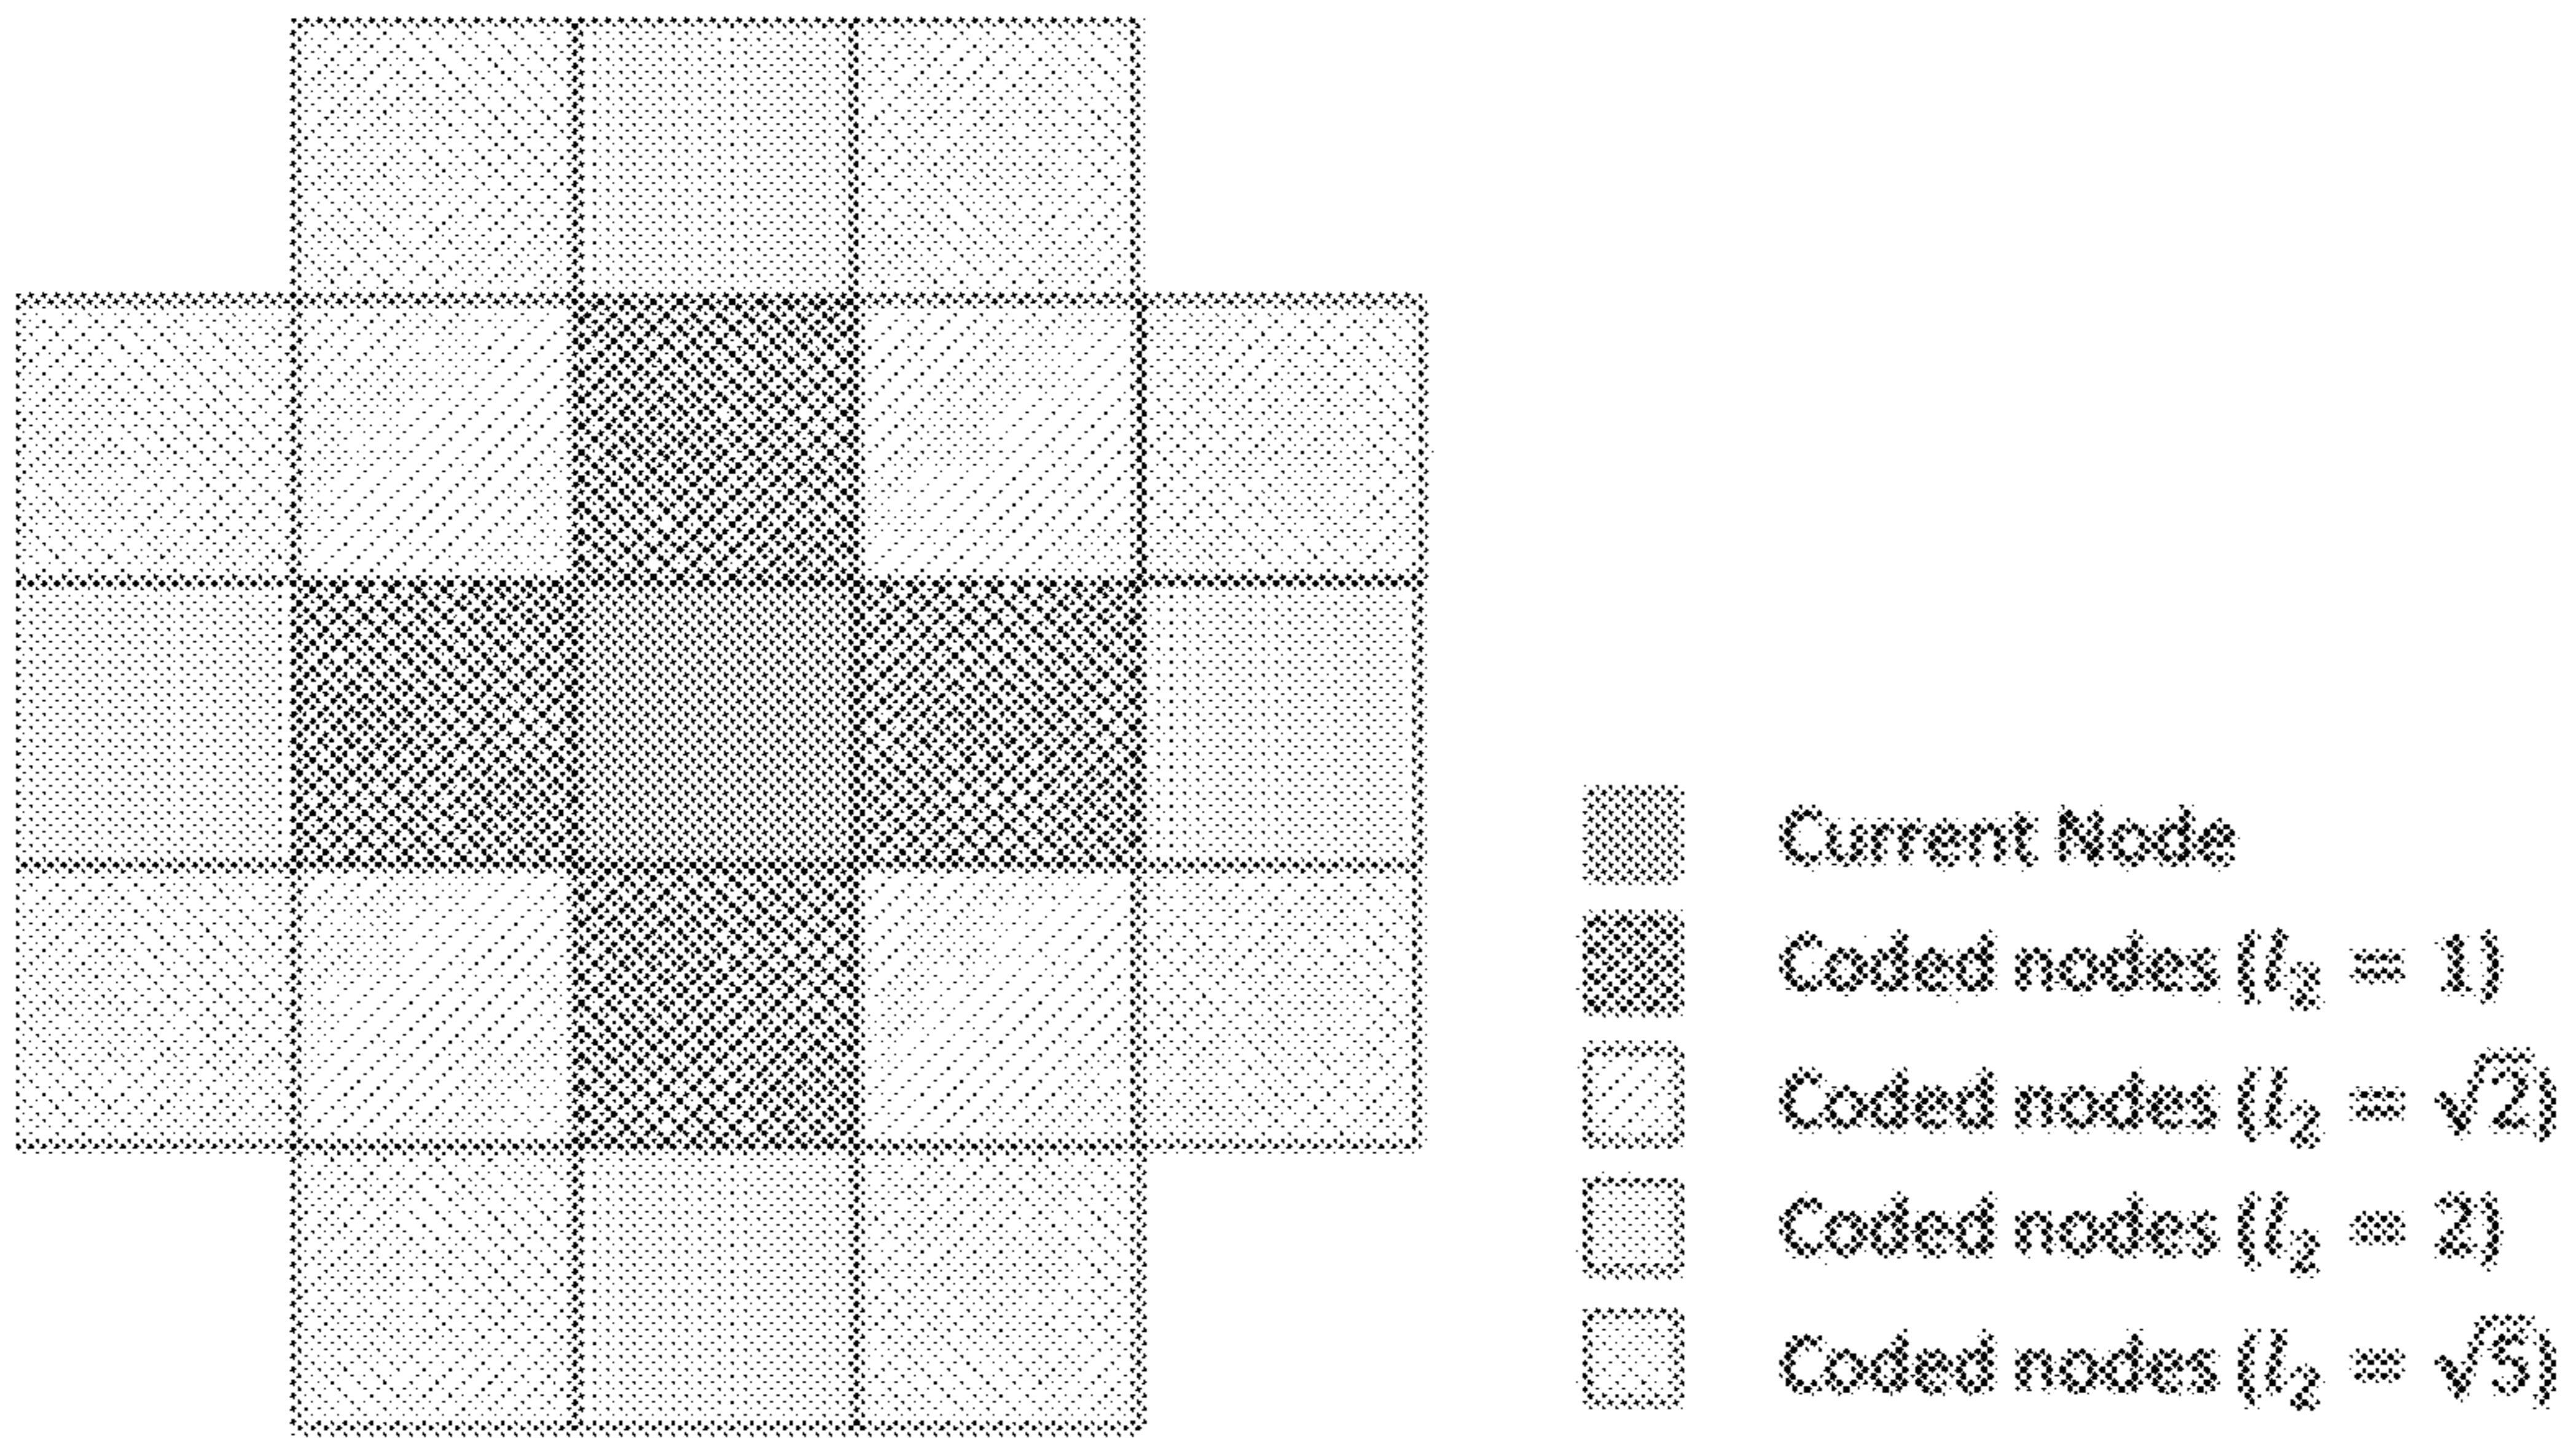 Current Node
Coded nodes (l₂ = 1)
Coded nodes (l₂ = √2)
Coded nodes (l₂ = 2)
Coded nodes (l₂ = √5)